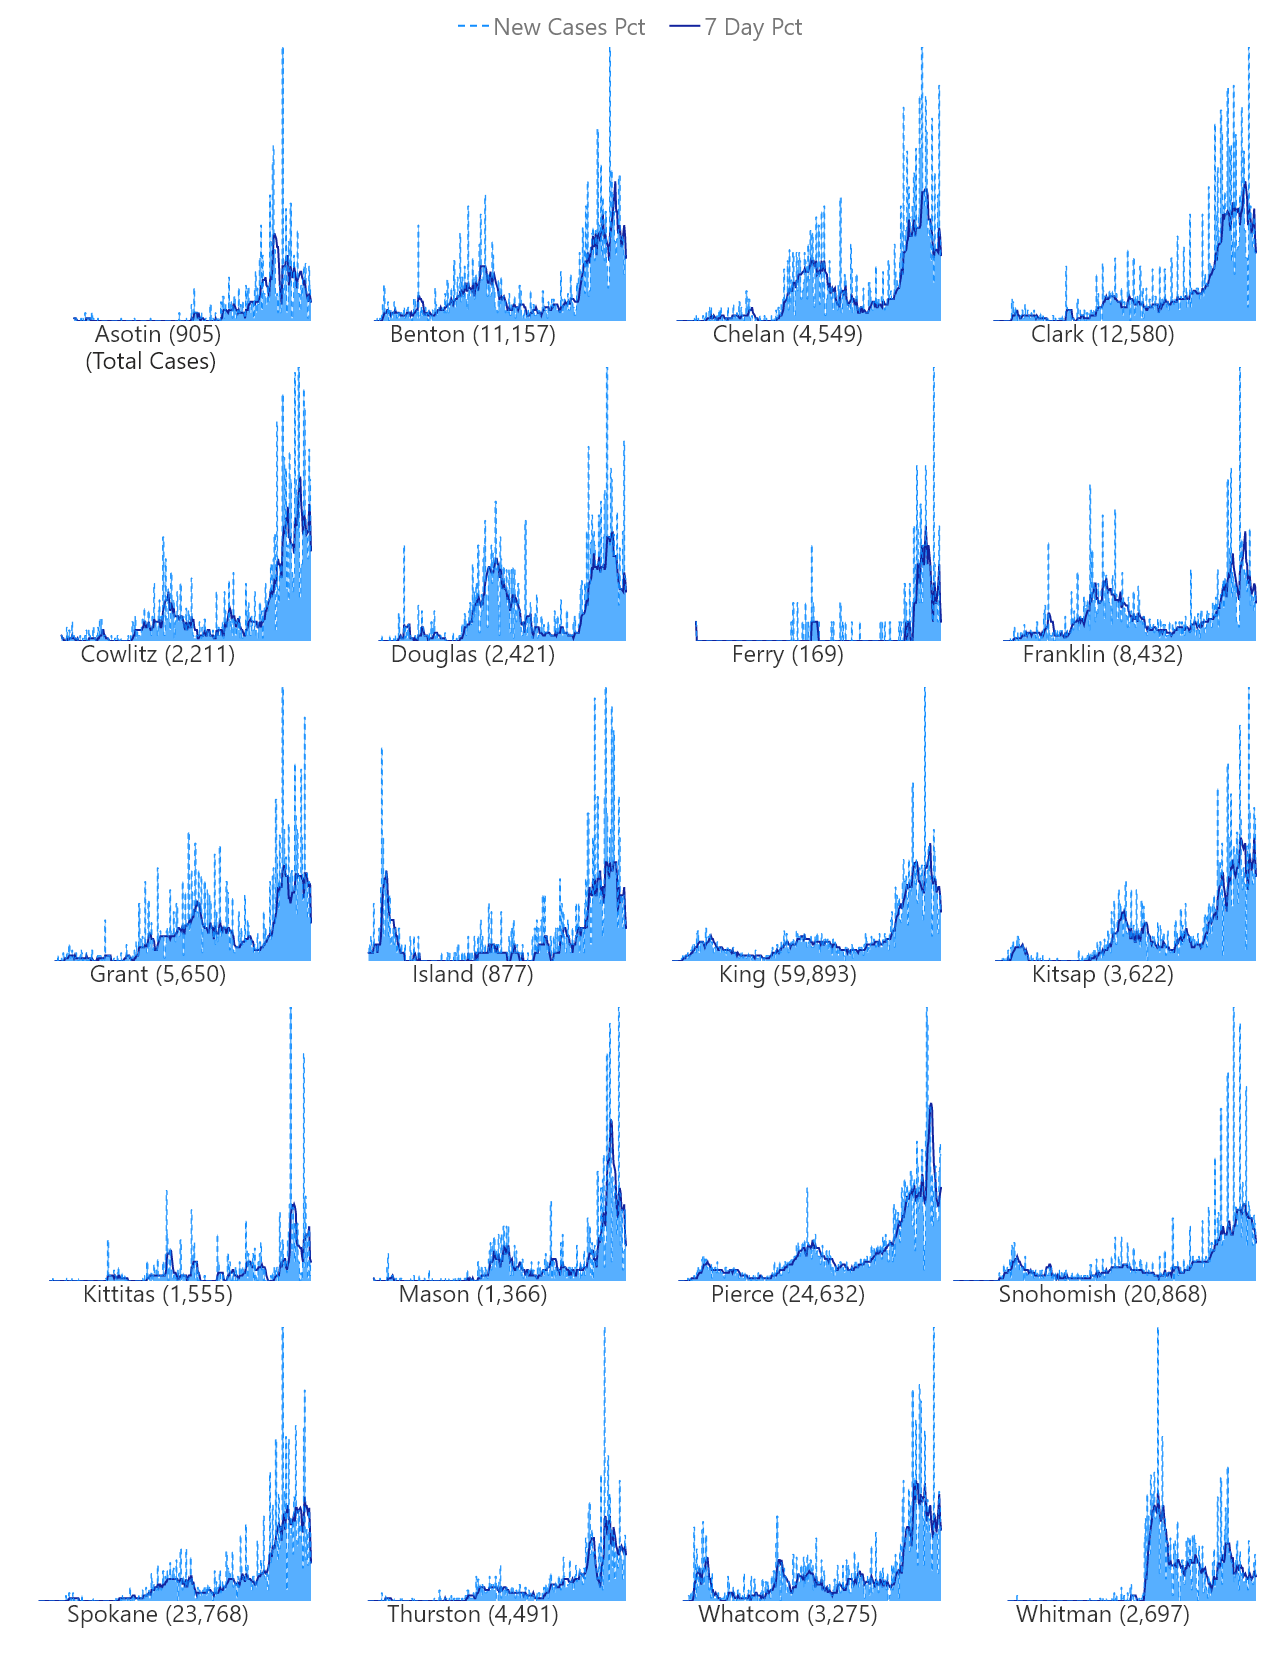 New Cases Pct 7 Day Pct
Asotin (905) Benton (11,157) Chelan (4,549) Clark (12,580)
(Total Cases)
Cowlitz (2,211) Douglas (2,421) Ferry (169) Franklin (8,432)
Grant (5,650) Island (877) King (59,893) Kitsap (3,622)
Kittitas (1,555) Mason (1,366) Pierce (24,632) Snohomish (20,868)
Spokane (23,768) Thurston (4,491) Whatcom (3,275) Whitman (2,697)